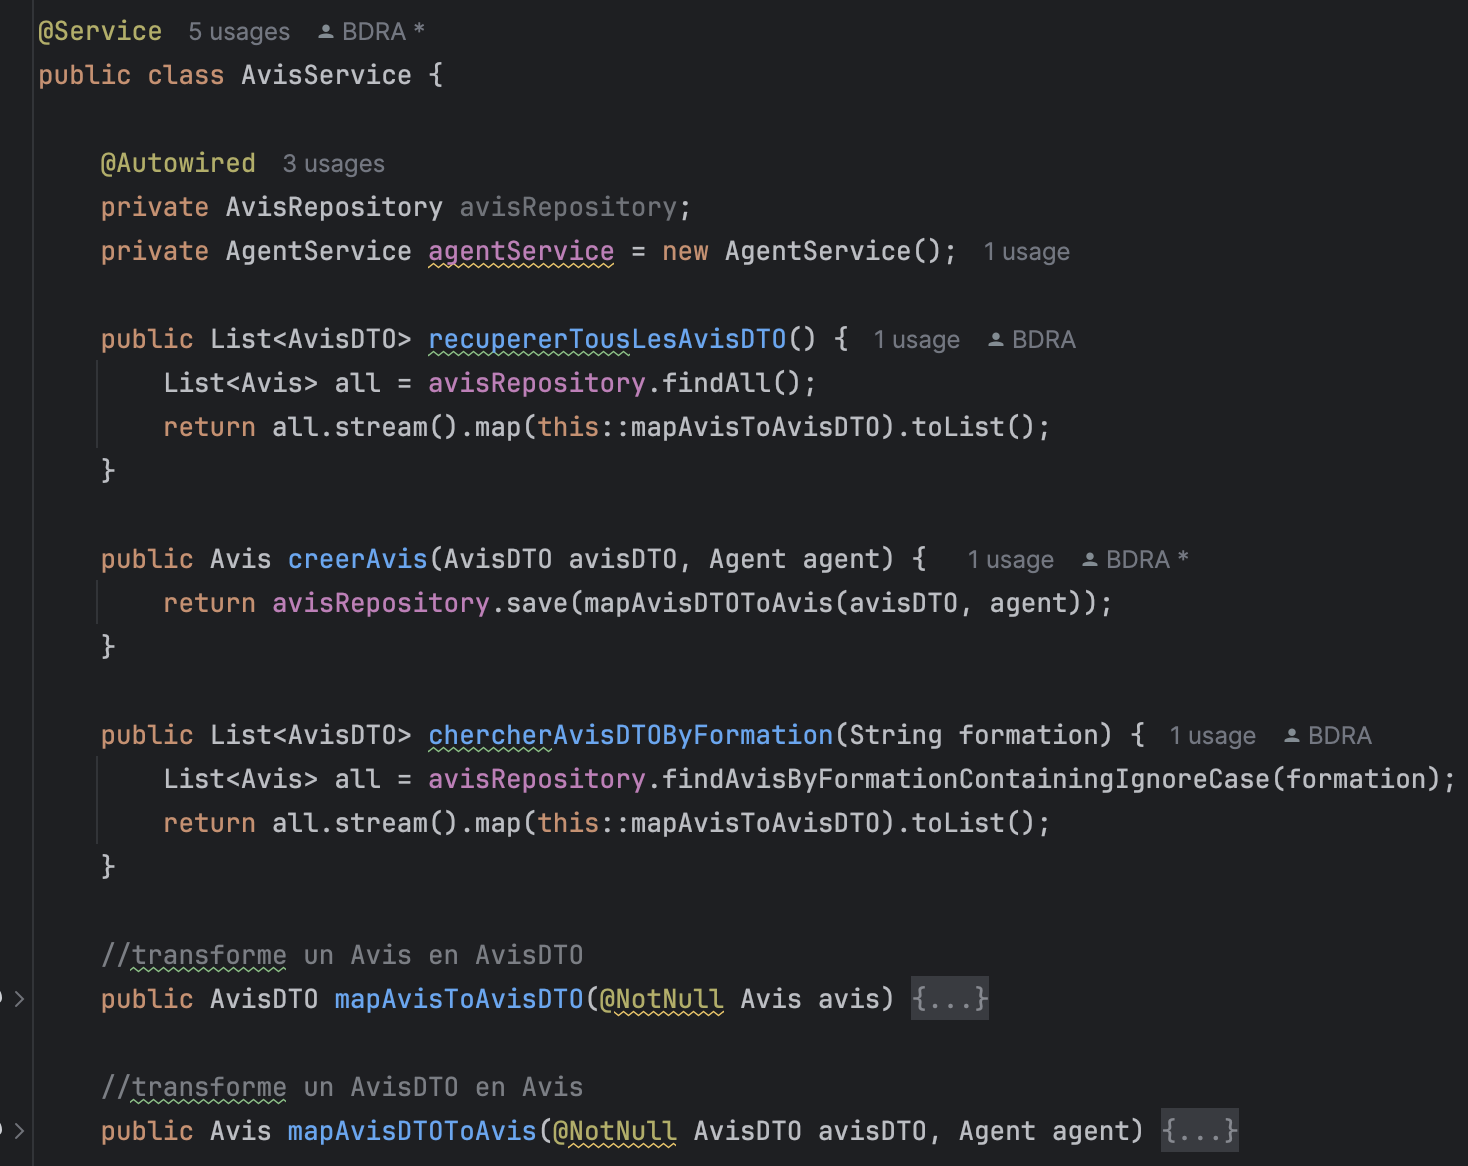 @Service 5 usages BDRA *
public class AvisService {
@Autowired 3 usages
private AvisRepository avisRepository;
private AgentService agentService = new AgentService(); 1 usage
public List<AvisDTO> recupererTousLesAvisDTO() { 1 usage BDRA
List<Avis> all = avisRepository.findAll();
return all.stream().map(this::mapAvisToAvisDTO).toList();
}
public Avis creerAvis(AvisDTO avisDTO, Agent agent) { 1 usage BDRA *
return avisRepository.save(mapAvisDTOToAvis(avisDTO, agent));
}
public List<AvisDTO> chercherAvisDTOByFormation(String formation) { 1 usage BDRA
List<Avis> all = avisRepository.findAvisByFormationContainingIgnoreCase(formation);
return all.stream().map(this::mapAvisToAvisDTO).toList();
}
//transforme un Avis en AvisDTO
public AvisDTO mapAvisToAvisDTO(@NotNull Avis avis) {...}
//transforme un AvisDTO en Avis
public Avis mapAvisDTOToAvis(@NotNull AvisDTO avisDTO, Agent agent) {...}